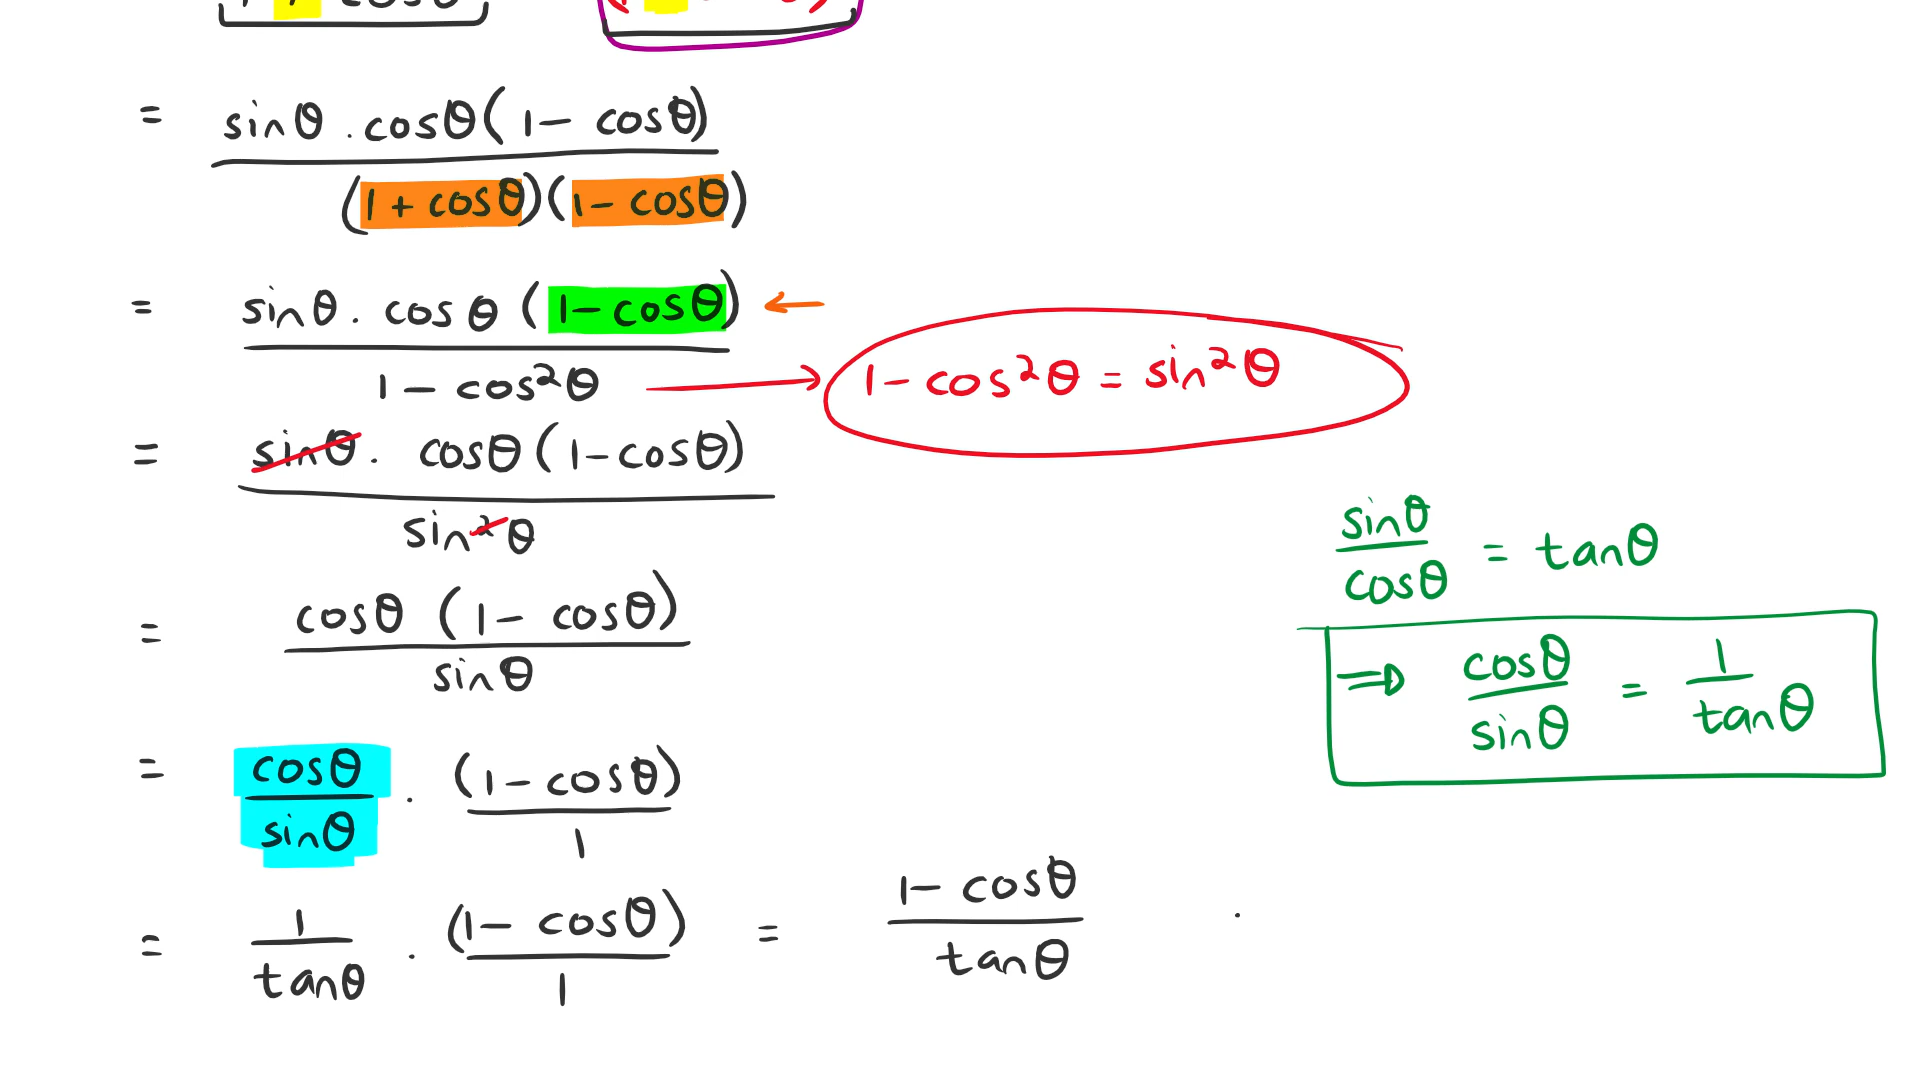 1 + cosθ
= sinθ . cosθ ( 1 - cosθ)
(1 + cosθ)(1 - cosθ)
= sinθ . cosθ ( 1 - cosθ) ←
1 - cos²θ → 1 - cos²θ = sin²θ
= sinθ . cosθ ( 1 - cosθ)
sin²θ
= cosθ ( 1 - cosθ)
sinθ
= cosθ/sinθ . (1 - cosθ)/1
= 1/tanθ . (1 - cosθ)/1 = 1 - cosθ/tanθ .
sinθ/cosθ = tanθ
⇒ cosθ/sinθ = 1/tanθ